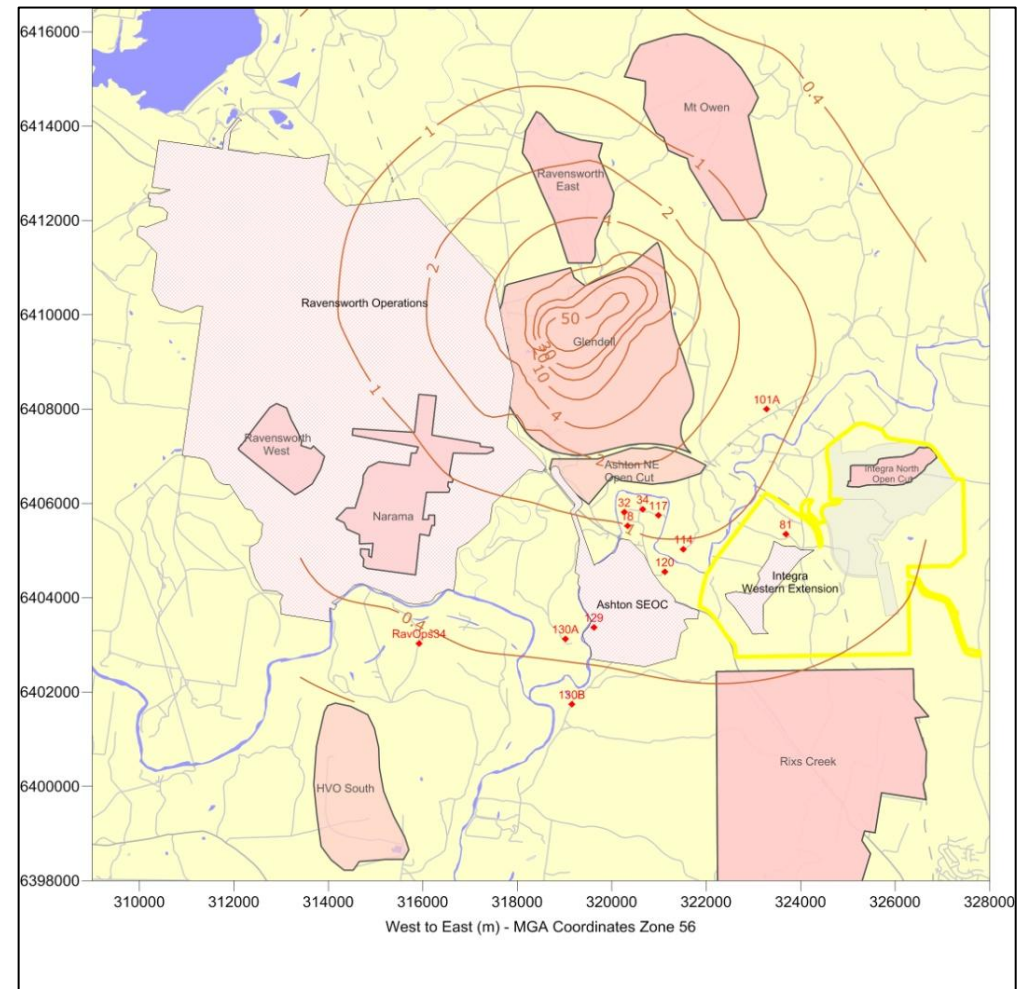 6416000
0.4
Mt Owen
6414000
1
1
Ravensworth
East
6412000
2
4
2
Ravensworth Operations
6410000
50
Glendell
10
1
4
6408000
101A
Ravensworth
West
2
Ashton NE
Open Cut
Integra North
Open Cut
6406000
Narama
32
34
117
18
1
81
114
120
Integra
Western Extension
6404000
0.4
Ashton SEOC
129
130A
RavOps34
6402000
130B
Rixs Creek
6400000
HVO South
6398000
310000 312000 314000 316000 318000 320000 322000 324000 326000 328000
West to East (m) - MGA Coordinates Zone 56